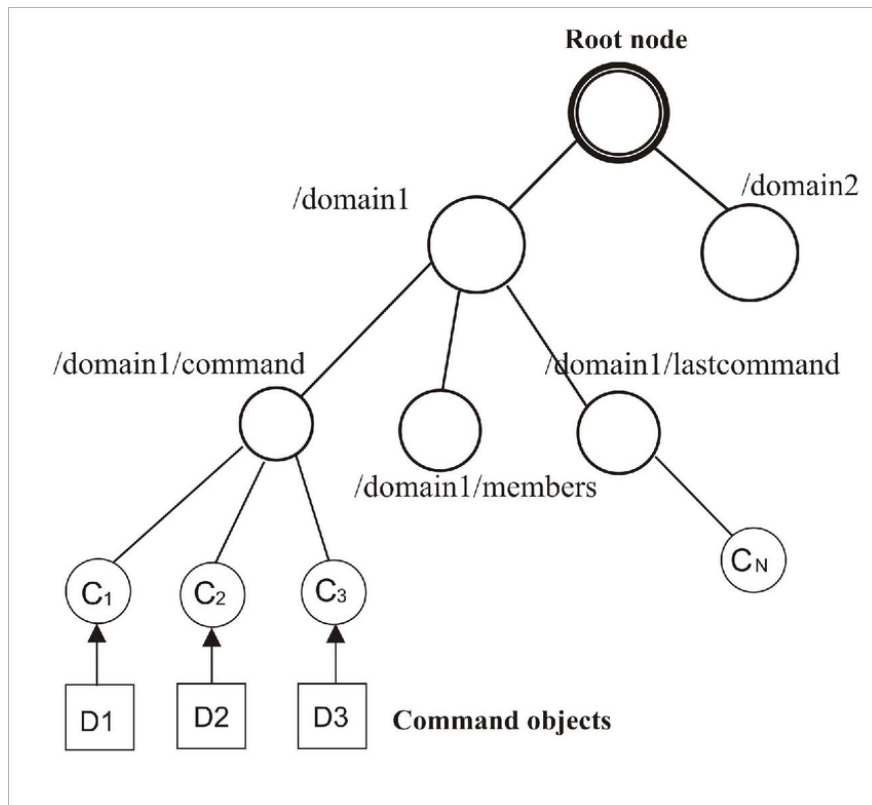 Root node
/domain1
/domain2
/domain1/command
/domain1/lastcommand
/domain1/members
C1
C2
C3
CN
D1
D2
D3
Command objects